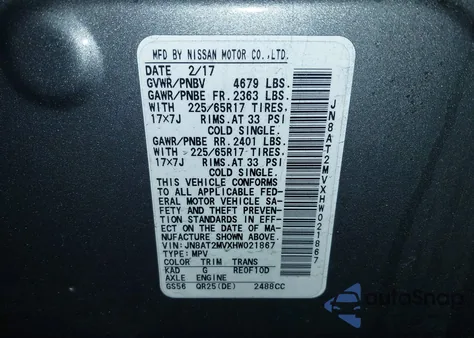 MFD BY NISSAN MOTOR CO.,LTD.
DATE 2/17
GVWR/PNBV 4679 LBS.
GAWR/PNBE FR. 2363 LBS.
WITH 225/65R17 TIRES.
17×7J RIMS.AT 33 PSI
COLD SINGLE.
GAWR/PNBE RR. 2401 LBS.
WITH 225/65R17 TIRES.
17×7J RIMS.AT 33 PSI
COLD SINGLE.
THIS VEHICLE CONFORMS
TO ALL APPLICABLE FED-
ERAL MOTOR VEHICLE SA-
FETY AND THEFT PREVEN-
TION STANDARDS IN EFF-
ECT ON THE DATE OF MA-
NUFACTURE SHOWN ABOVE.
VIN: JN8AT2MVXHW021867
TYPE: MPV
COLOR TRIM TRANS
KAD G RE0F10D
AXLE ENGINE
GS56 QR25(DE) 2488CC
JN8AT2MVXHW021867
AutoSnap